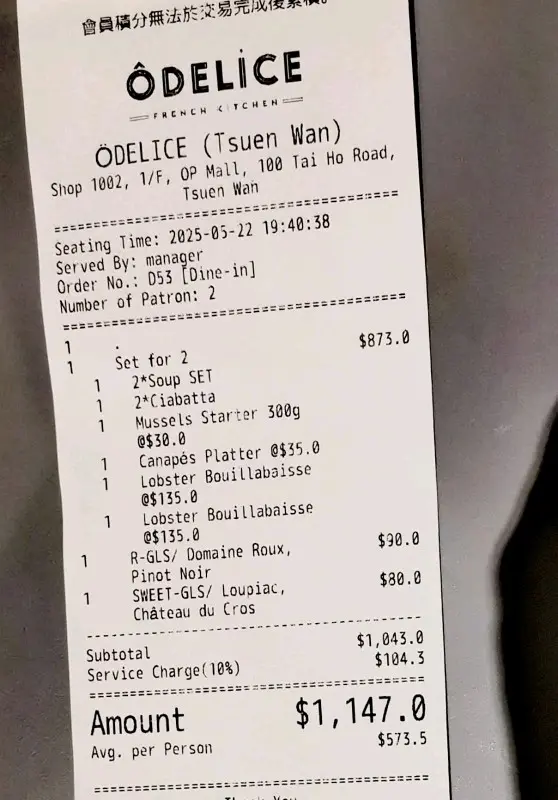 會員積分無法於交易完成後累積。
ÔDELİCE
FRENCH KITCHEN
ÖDELICE (Tsuen Wan)
Shop 1002, 1/F, OP Mall, 100 Tai Ho Road,
Tsuen Wan
Seating Time: 2025-05-22 19:40:38
Served By: manager
Order No.: D53 [Dine-in]
Number of Patron: 2
1 .
1 Set for 2 $873.0
1 2*Soup SET
1 2*Ciabatta
1 Mussels Starter 300g
@$30.0
1 Canapés Platter @$35.0
1 Lobster Bouillabaisse
@$135.0
1 Lobster Bouillabaisse
@$135.0
1 R-GLS/ Domaine Roux, $90.0
Pinot Noir
1 SWEET-GLS/ Loupiac, $80.0
Château du Cros
Subtotal $1,043.0
Service Charge(10%) $104.3
Amount $1,147.0
Avg. per Person $573.5
Thank You